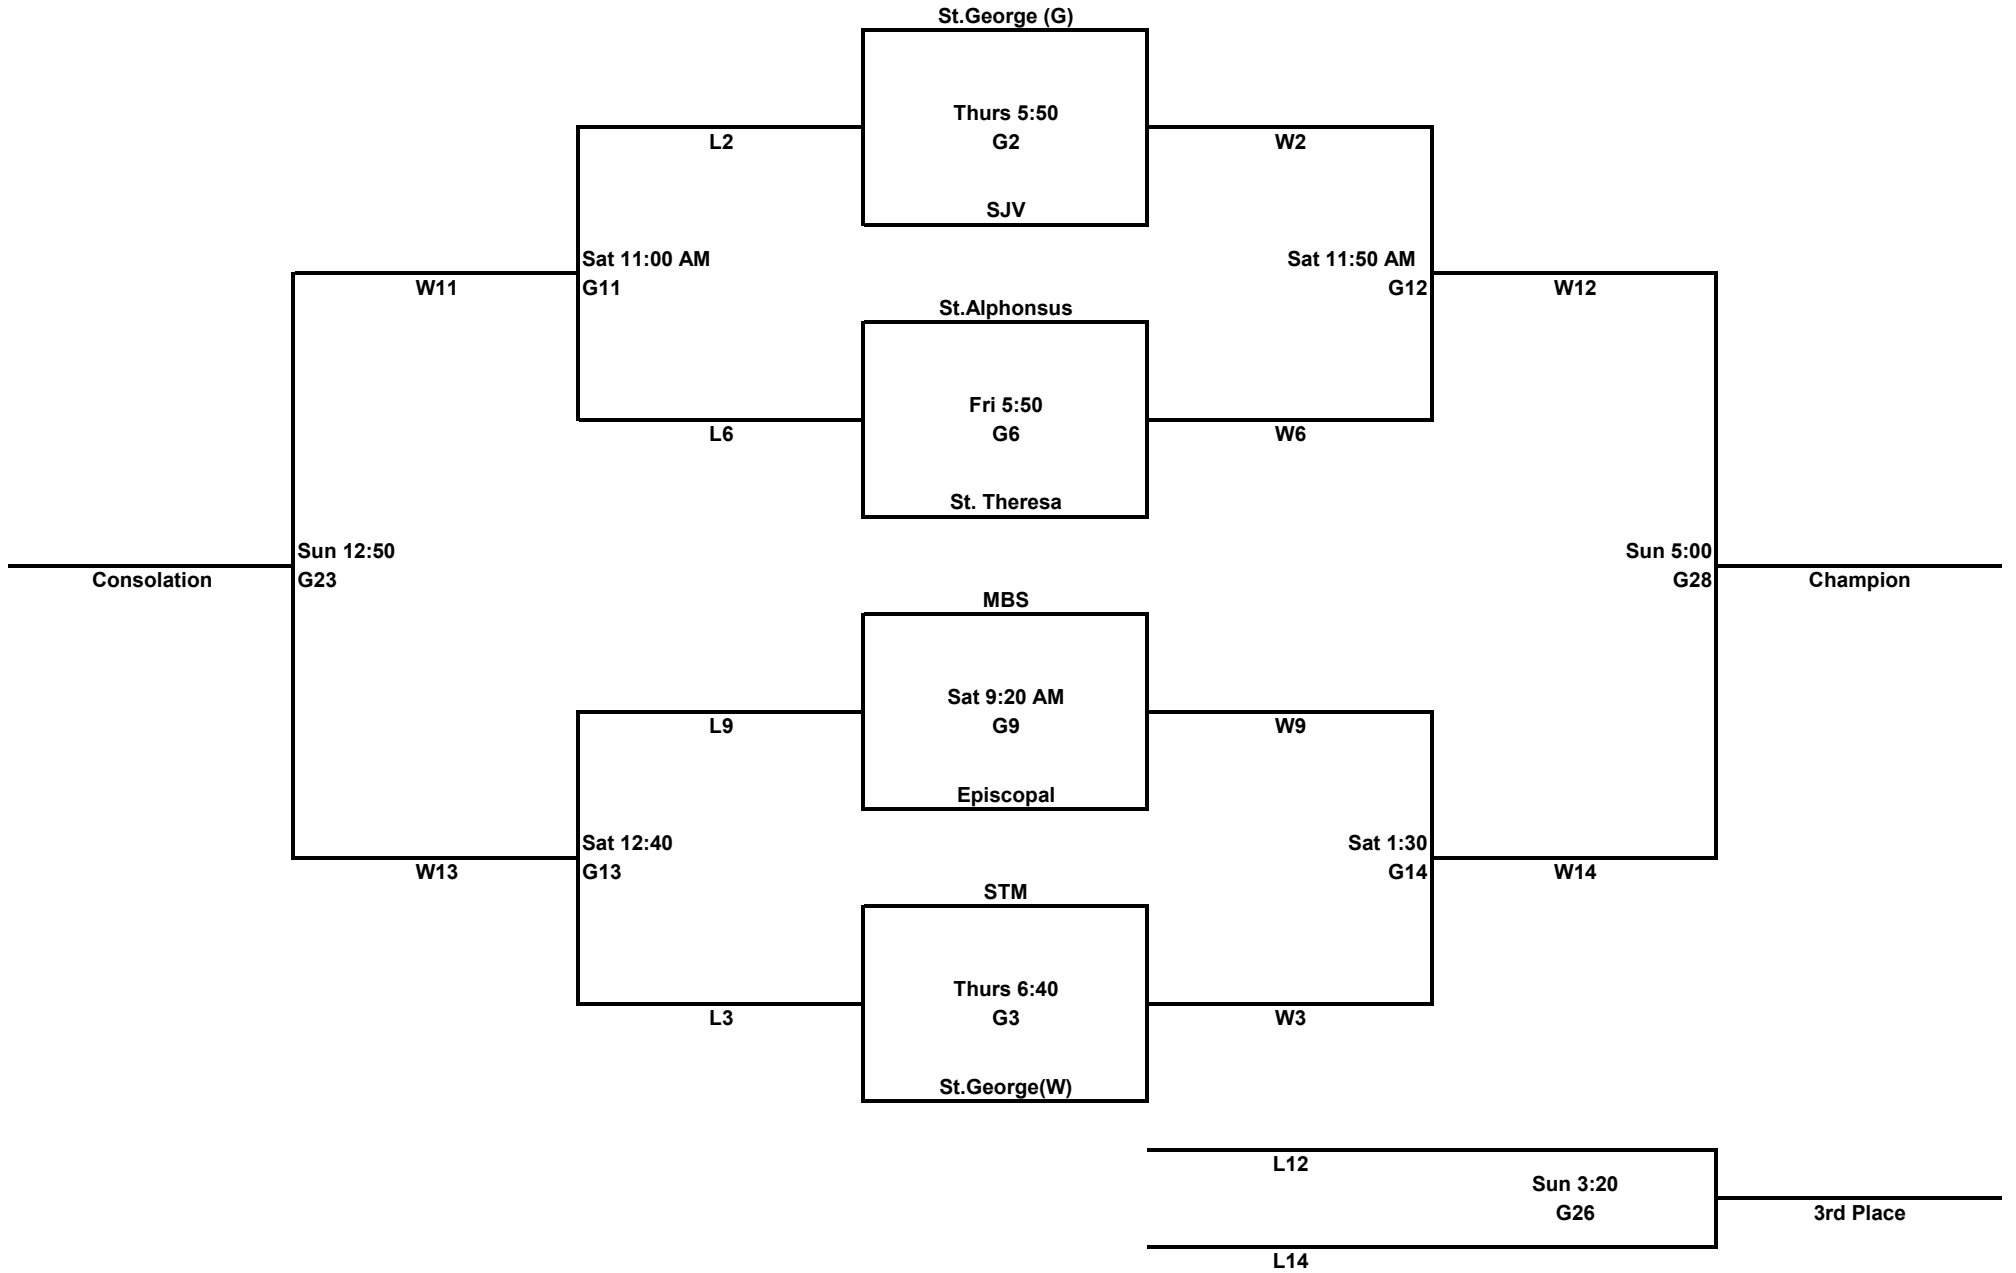 St.George (G)
Thurs 5:50
G2
L2
W2
SJV
Sat 11:00 AM
G11
Sat 11:50 AM
G12
W11
W12
St.Alphonsus
Fri 5:50
G6
L6
W6
St. Theresa
Sun 12:50
G23
Consolation
Sun 5:00
G28
Champion
MBS
Sat 9:20 AM
G9
L9
W9
Episcopal
Sat 12:40
G13
Sat 1:30
G14
W13
W14
STM
Thurs 6:40
G3
L3
W3
St.George(W)
L12
Sun 3:20
G26
3rd Place
L14